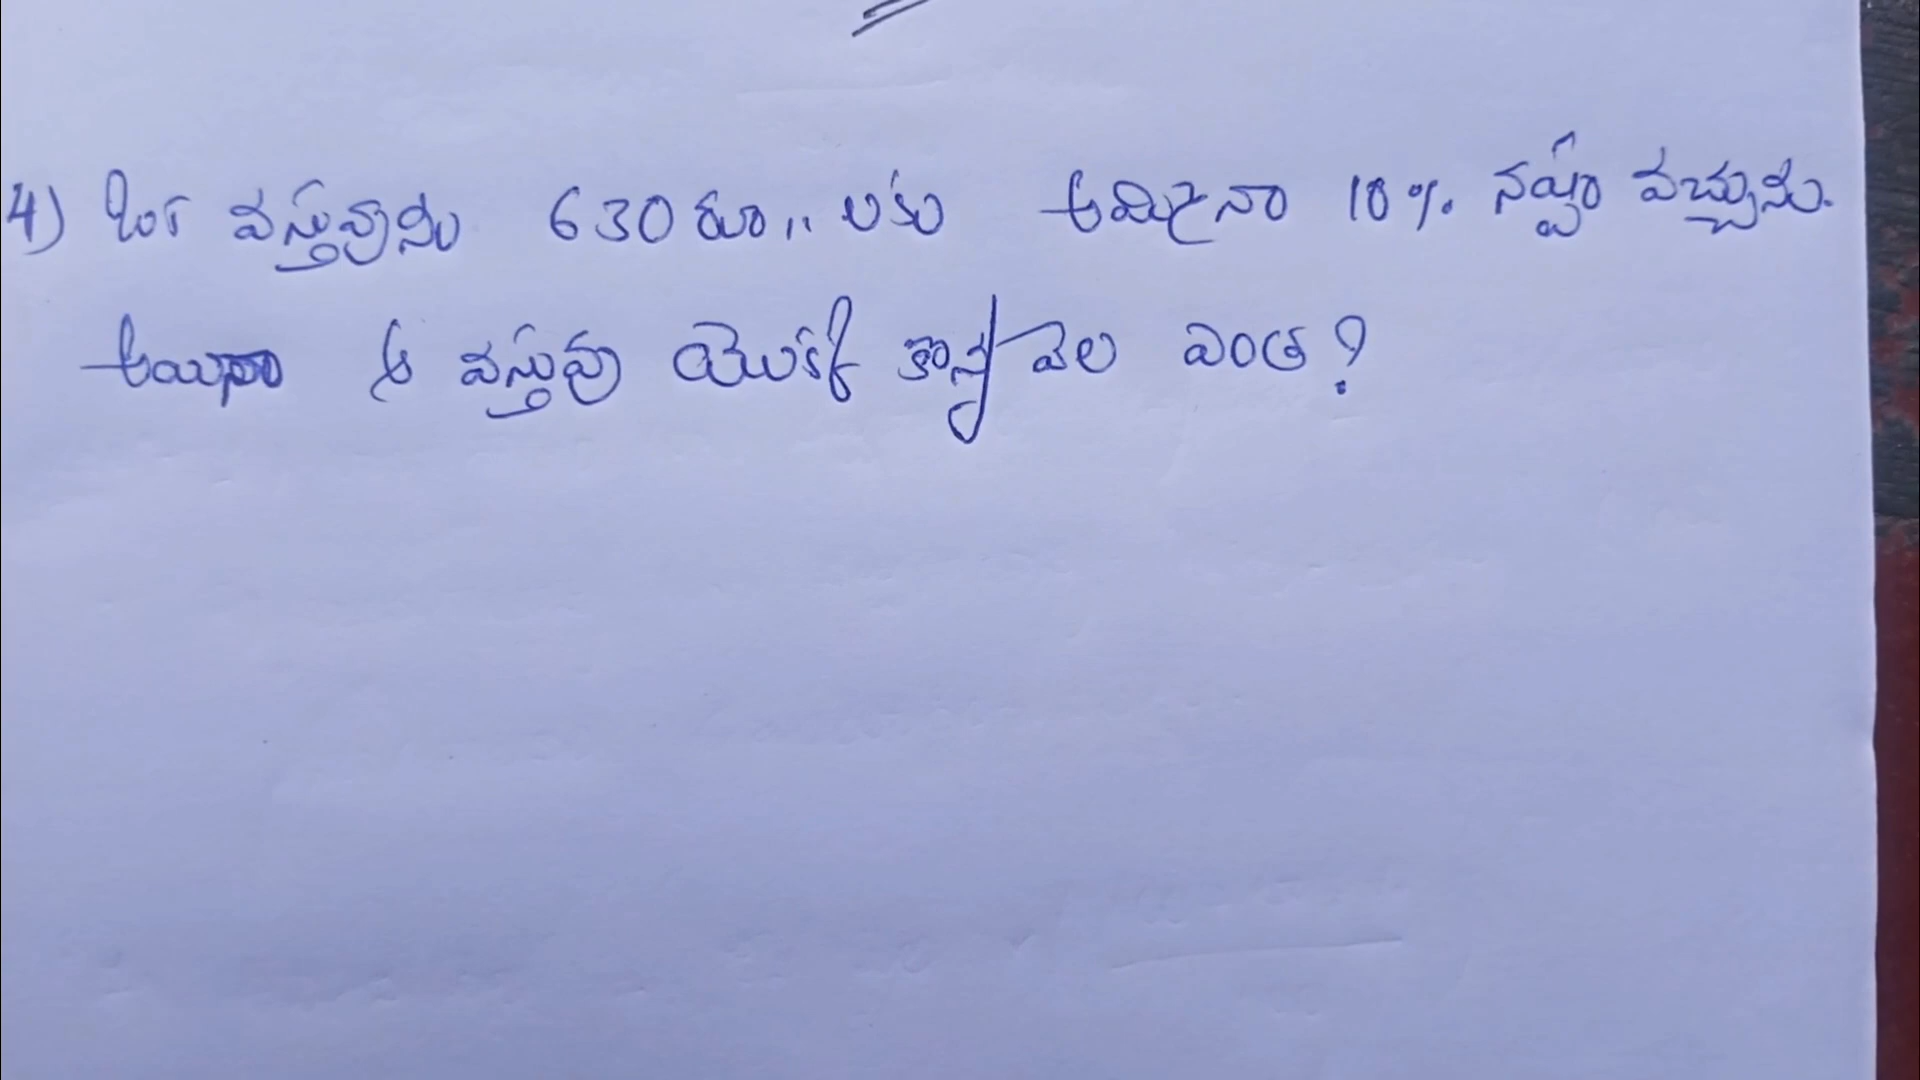 4) ఒక వస్తువును 630 రూ,, లకు అమ్మినా 10% నష్టం వచ్చును.
అయినా ఆ వస్తువు యొక్క కొన్న వెల ఎంత?